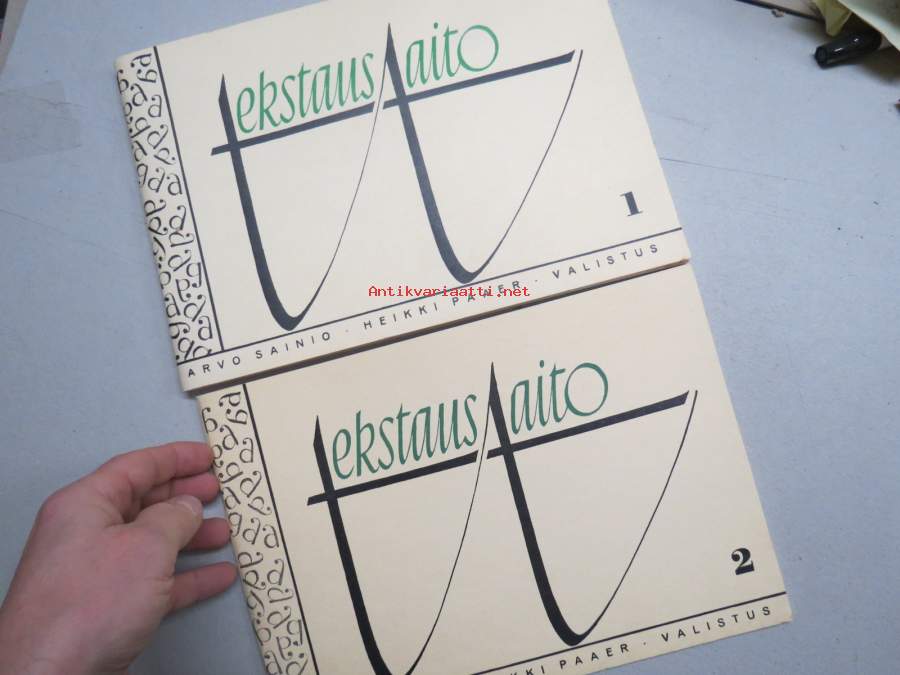 tekstaustaito
1
ARVO SAINIO · HEIKKI PAAER · VALISTUS
Antikvariaatti.net
tekstaustaito
2
PAAER · VALISTUS